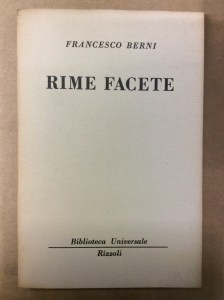 FRANCESCO BERNI
RIME FACETE
Biblioteca Universale
Rizzoli